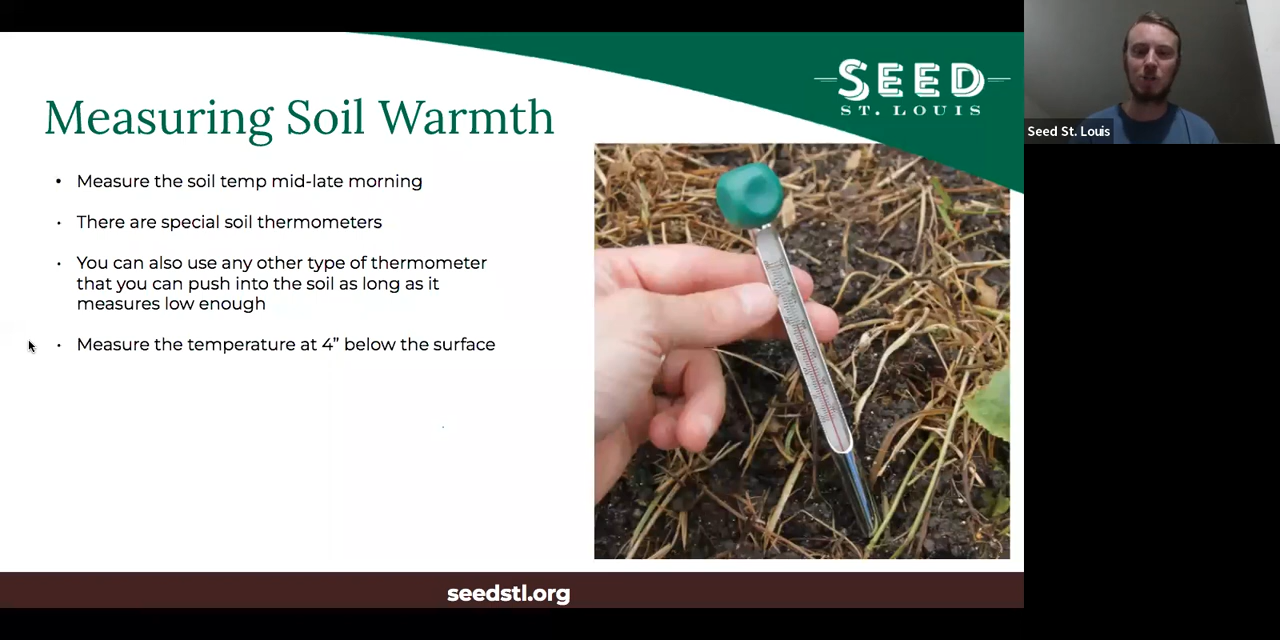 SEED
ST. LOUIS
Measuring Soil Warmth
• Measure the soil temp mid-late morning
• There are special soil thermometers
• You can also use any other type of thermometer
that you can push into the soil as long as it
measures low enough
• Measure the temperature at 4” below the surface
seedstl.org
Seed St. Louis